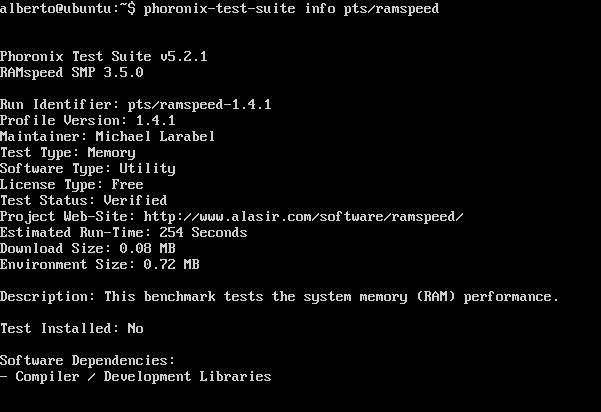 alberto@ubuntu:~$ phoronix-test-suite info pts/ramspeed
Phoronix Test Suite v5.2.1
RAMspeed SMP 3.5.0
Run Identifier: pts/ramspeed-1.4.1
Profile Version: 1.4.1
Maintainer: Michael Larabel
Test Type: Memory
Software Type: Utility
License Type: Free
Test Status: Verified
Project Web-Site: http://www.alasir.com/software/ramspeed/
Estimated Run-Time: 254 Seconds
Download Size: 0.08 MB
Environment Size: 0.72 MB
Description: This benchmark tests the system memory (RAM) performance.
Test Installed: No
Software Dependencies:
- Compiler / Development Libraries